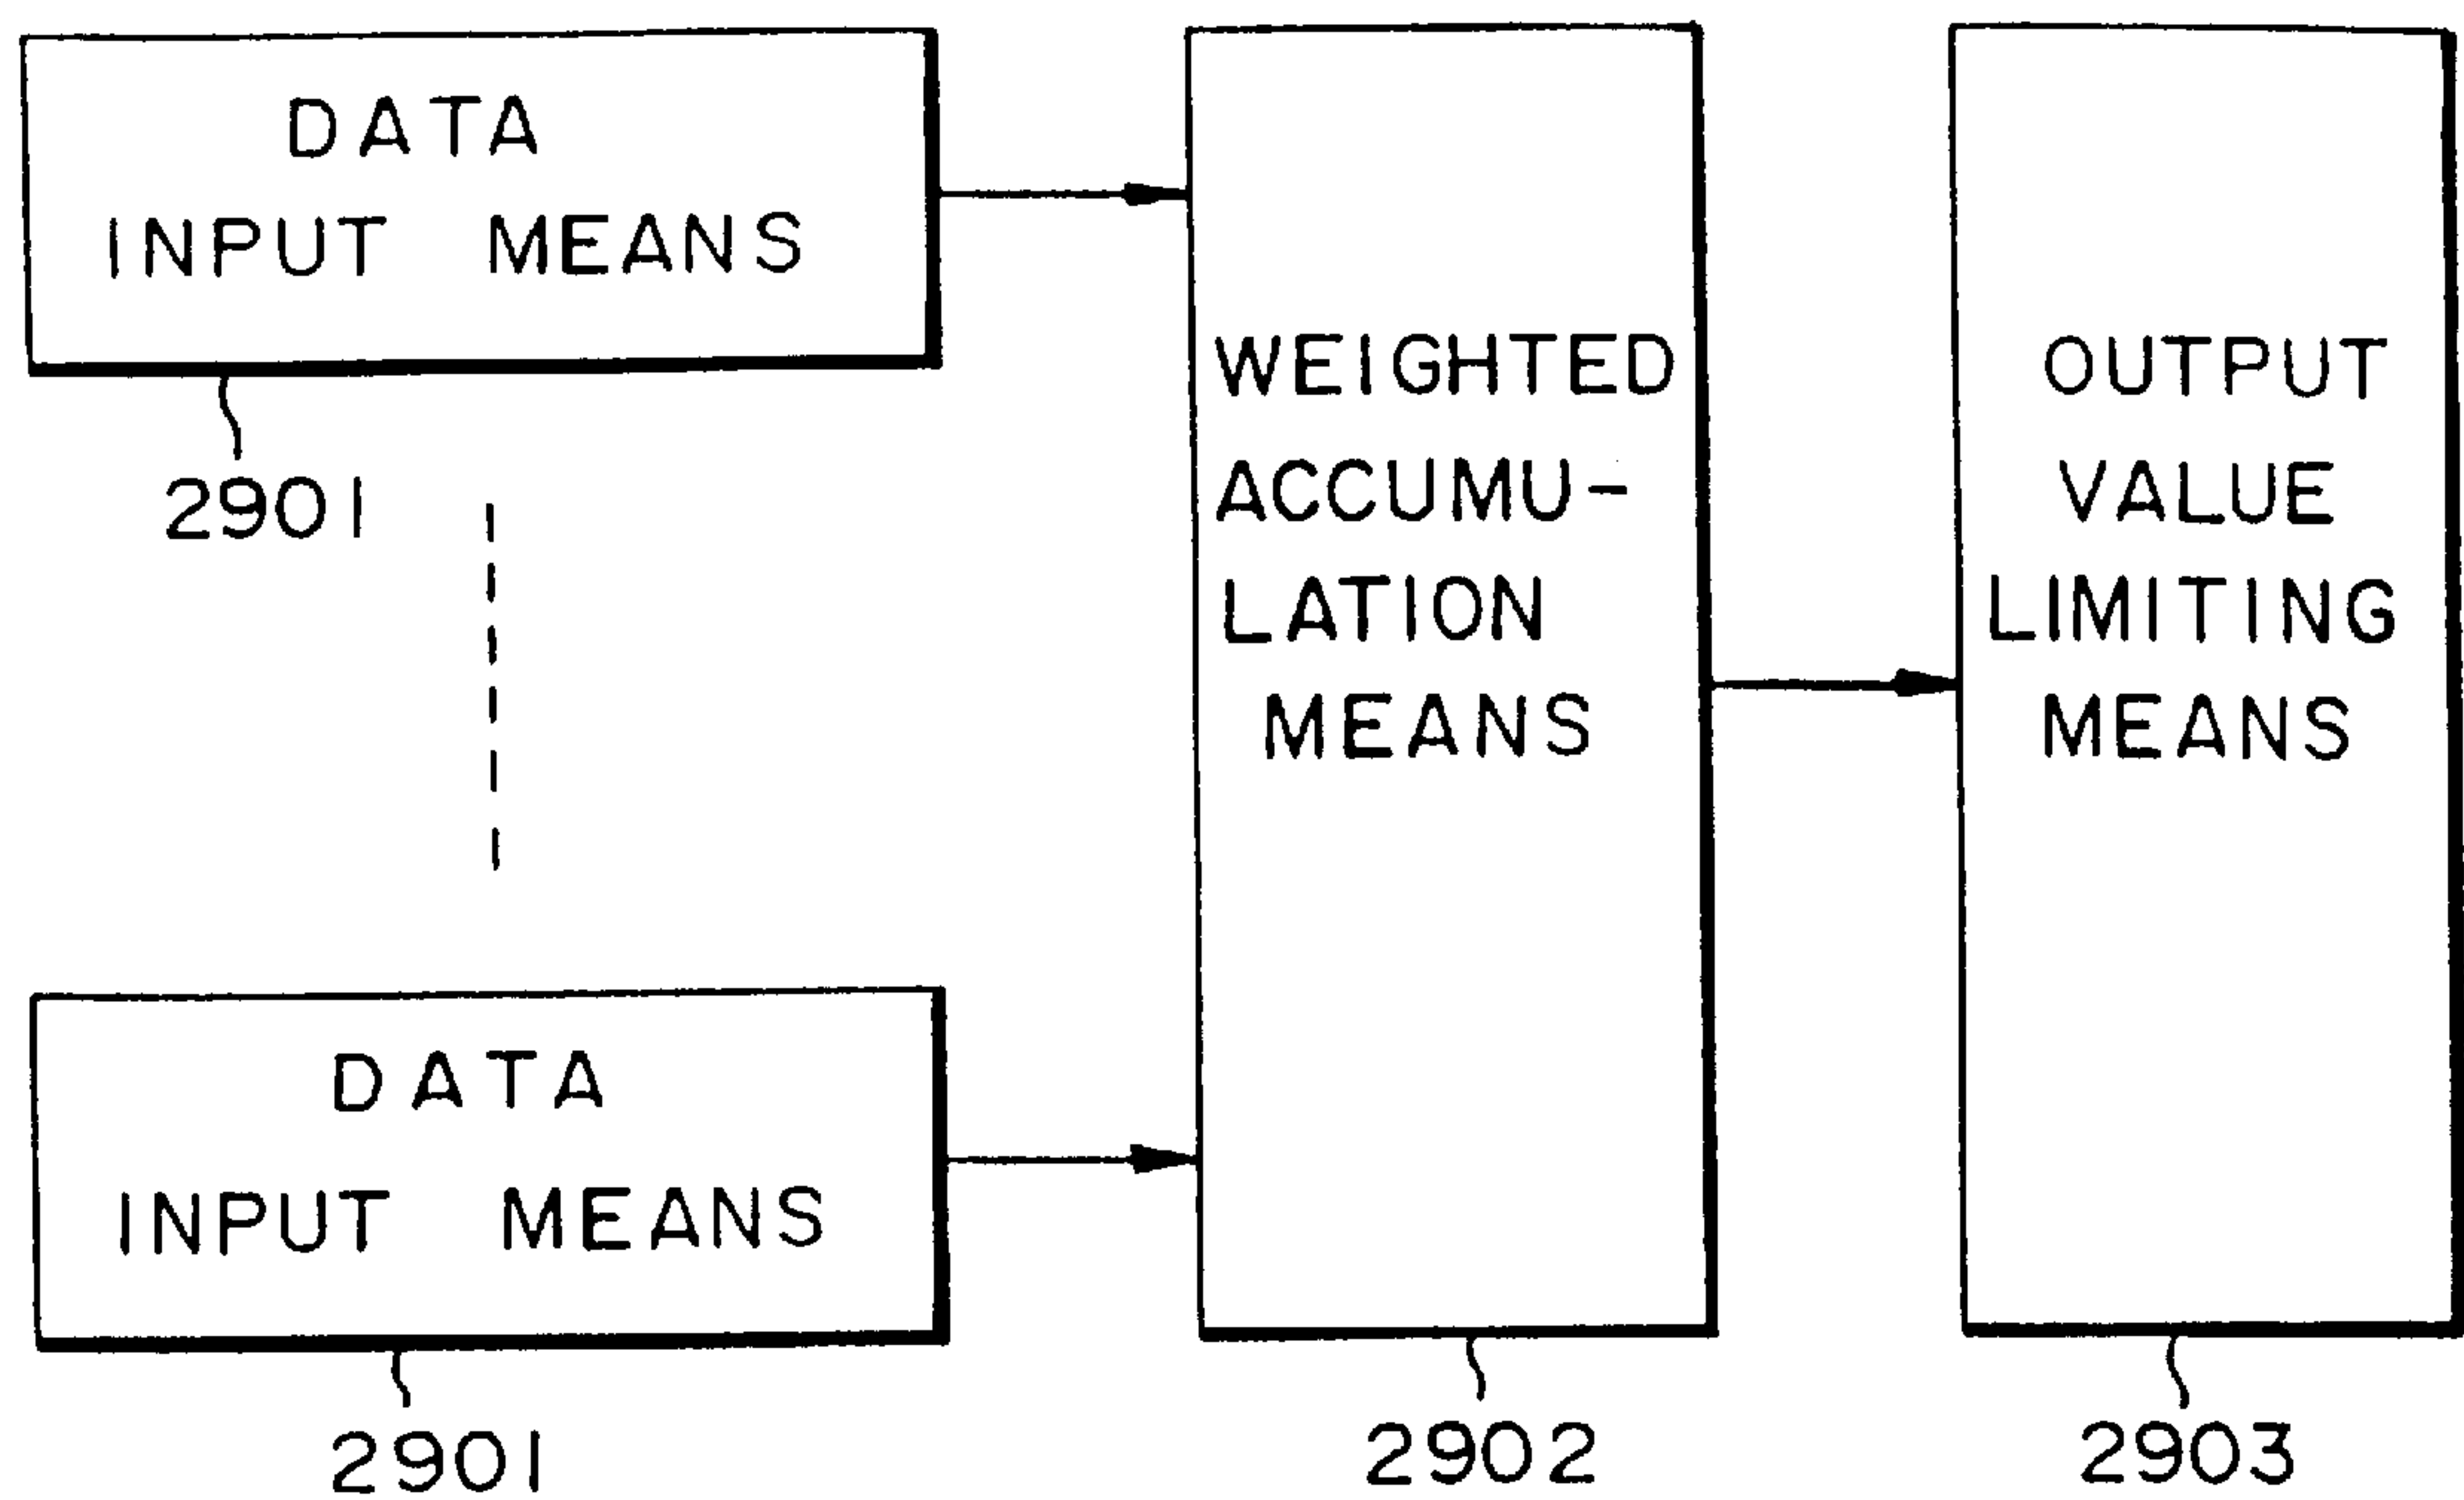 DATA
INPUT MEANS
2901
DATA
INPUT MEANS
2901
WEIGHTED
ACCUMU-
LATION
MEANS
2902
OUTPUT
VALUE
LIMITING
MEANS
2903